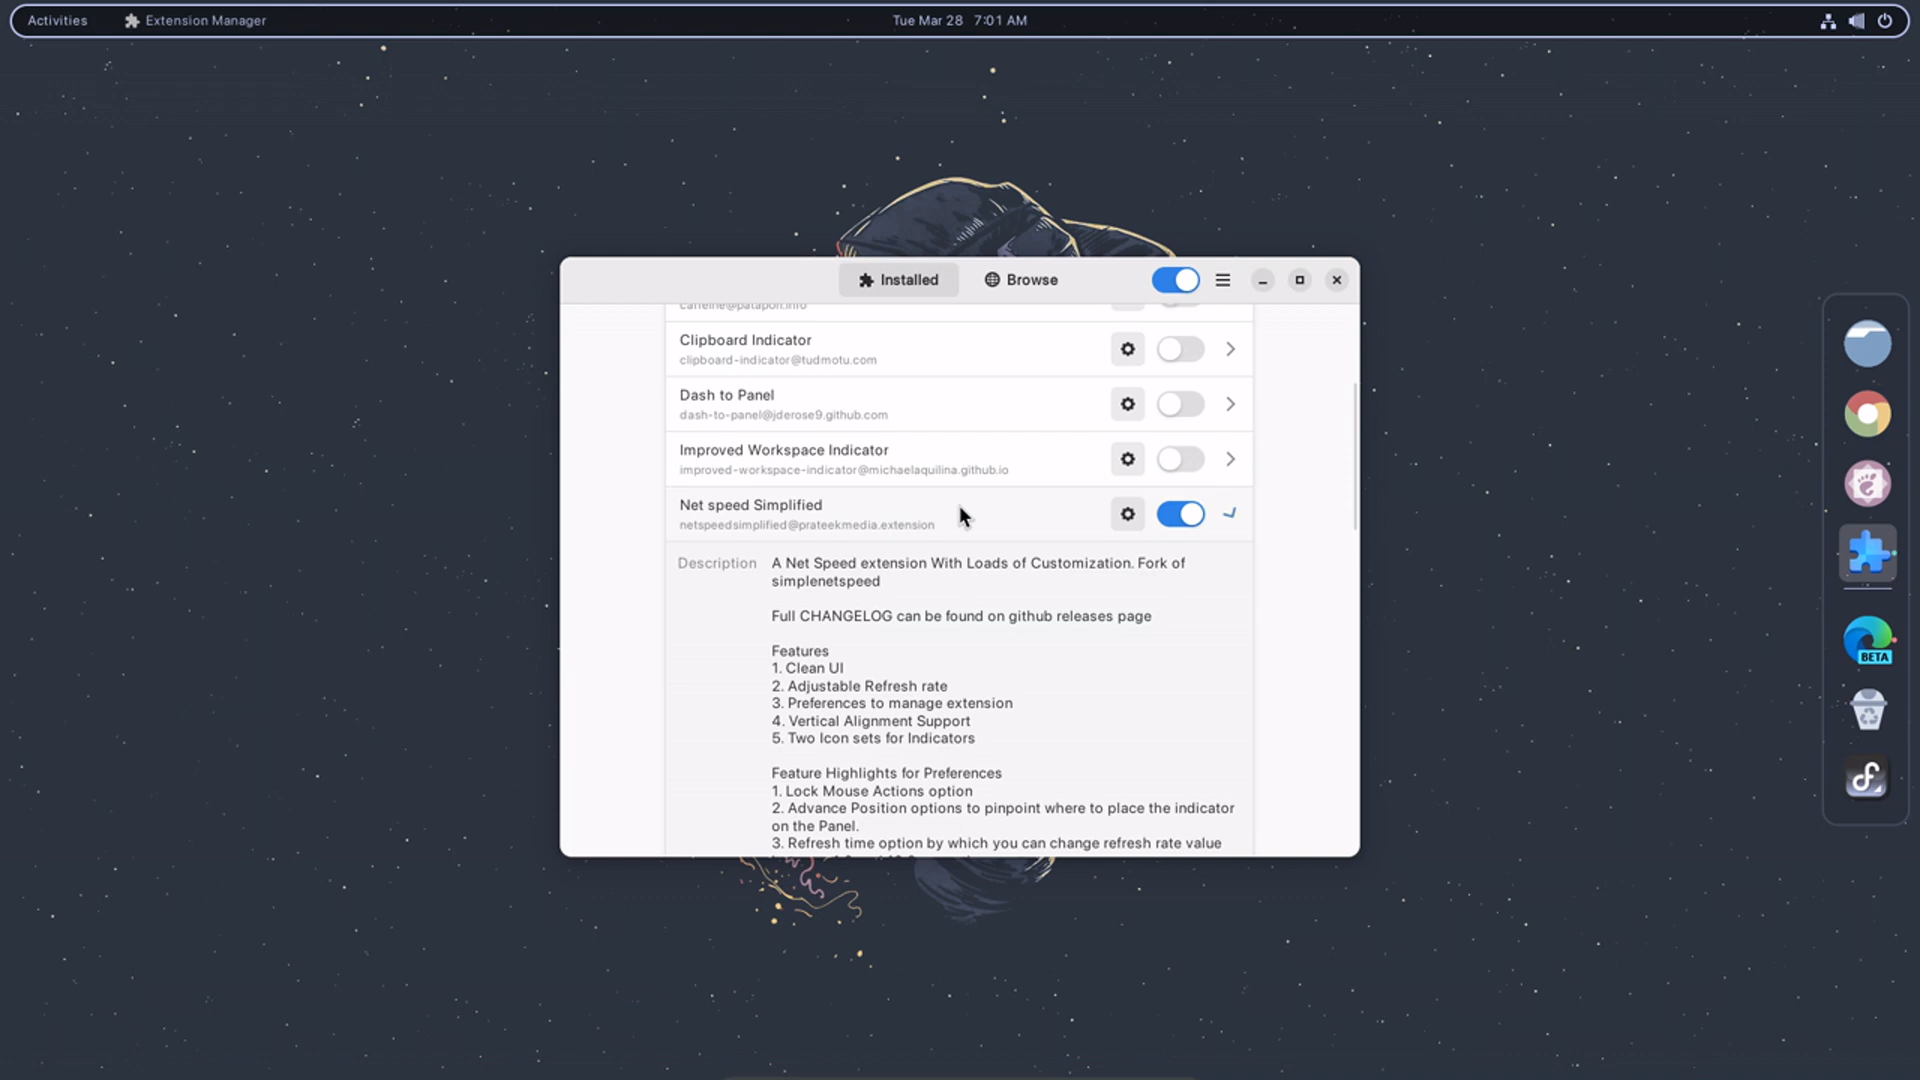 Activities
Extension Manager
Tue Mar 28 7:01 AM
Installed
Browse
caffeine@patapon.info
Clipboard Indicator
clipboard-indicator@tudmotu.com
Dash to Panel
dash-to-panel@jderose9.github.com
Improved Workspace Indicator
improved-workspace-indicator@michaelaquilina.github.io
Net speed Simplified
netspeedsimplified@prateekmedia.extension
Description
A Net Speed extension With Loads of Customization. Fork of
simplenetspeed
Full CHANGELOG can be found on github releases page
Features
1. Clean UI
2. Adjustable Refresh rate
3. Preferences to manage extension
4. Vertical Alignment Support
5. Two Icon sets for Indicators
Feature Highlights for Preferences
1. Lock Mouse Actions option
2. Advance Position options to pinpoint where to place the indicator
on the Panel.
3. Refresh time option by which you can change refresh rate value
BETA